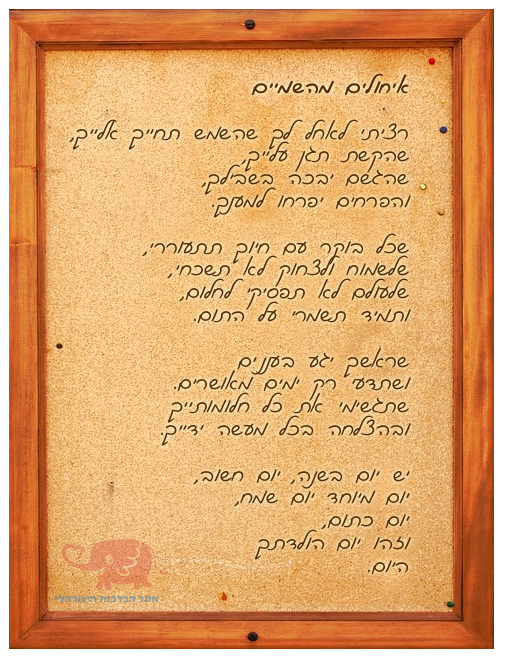 איחולים מהשמיים
רציתי לאחל לך שהשמש תחייך אלייך,
שהקשת תגן עלייך,
שהגשם יבכה בשבילך,
והפרחים יפרחו למענך.
שכל בוקר עם חיוך תתעוררי,
שלשמוח ולצחוק לא תשכחי,
שלעולם לא תפסיקי לחלום,
ותמיד תשמרי על התום.
שראשך יגע בעננים
ושתדעי רק ימים מאושרים.
שתגשימי את כל חלומותייך
ובהצלחה בכל מעשה ידייך
יש יום בשנה, יום חשוב,
יום מיוחד יום שמח,
יום כתום,
וזהו יום הולדתך
היום.
אתר הברכות הישראלי